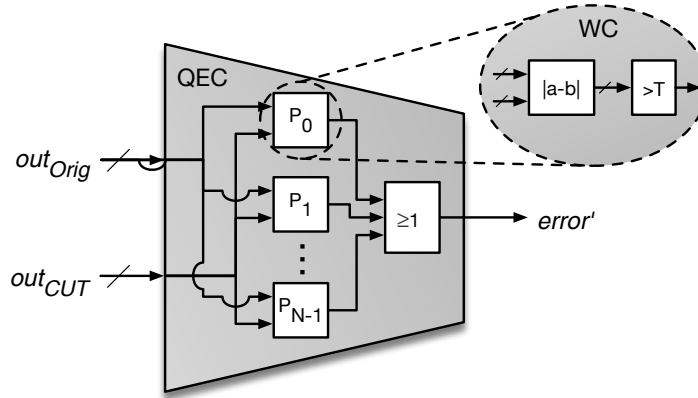 QEC
WC
|a-b|
>T
P0
outOrig
P1
≥1
error'
outCUT
⋮
PN-1